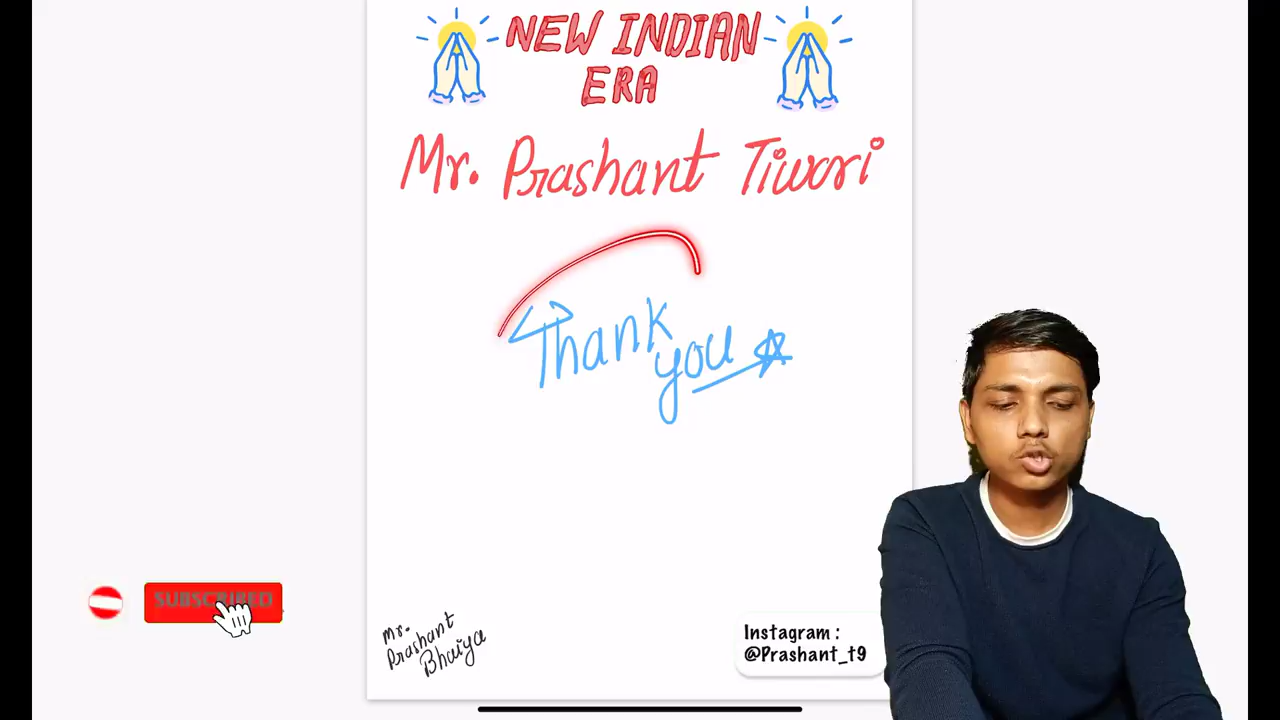 NEW INDIAN
ERA
Mr. Prashant Tiwari
Thank
you
SUBSCRIBED
Mr.
Prashant
Bhaiya
Instagram :
@Prashant_t9